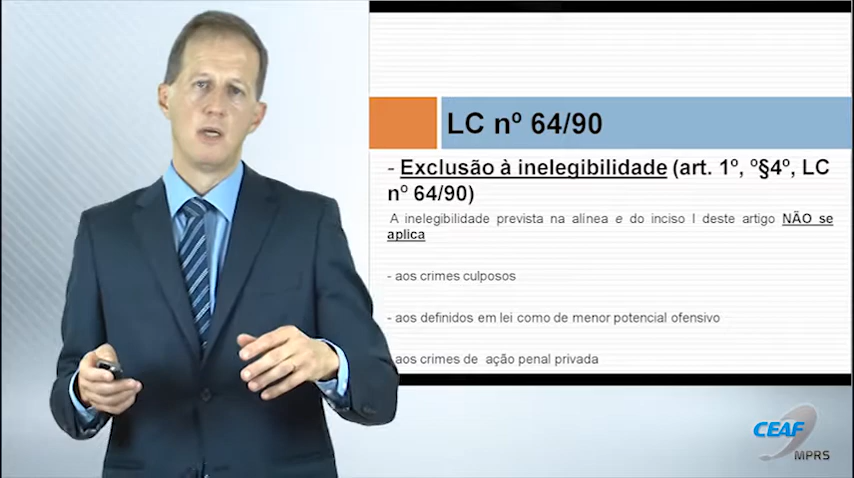 LC nº 64/90
- Exclusão à inelegibilidade (art. 1º, º§4º, LC
nº 64/90)
A inelegibilidade prevista na alínea e do inciso I deste artigo NÃO se
aplica
- aos crimes culposos
- aos definidos em lei como de menor potencial ofensivo
aos crimes de ação penal privada
CEAF
MPRS